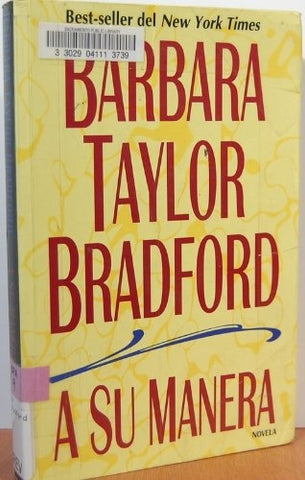 Best-seller del New York Times
SACRAMENTO PUBLIC LIBRARY
3 3029 04111 3739
BARBARA
TAYLOR
BRADFORD
A SU MANERA
NOVELA